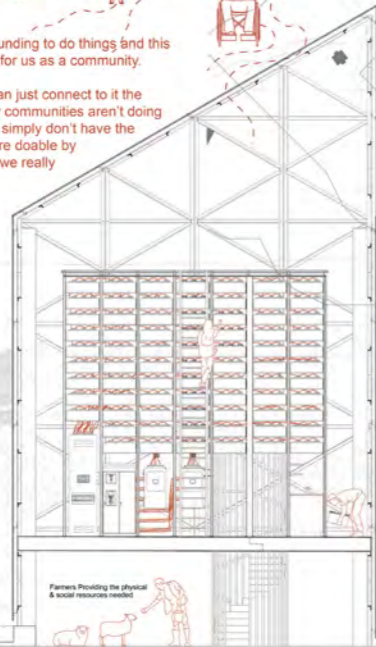 unding to do things and this
for us as a community.
an just connect to it the
communities aren't doing
simply don't have the
re doable by
we really
Farmers Providing the physical
& social resources needed